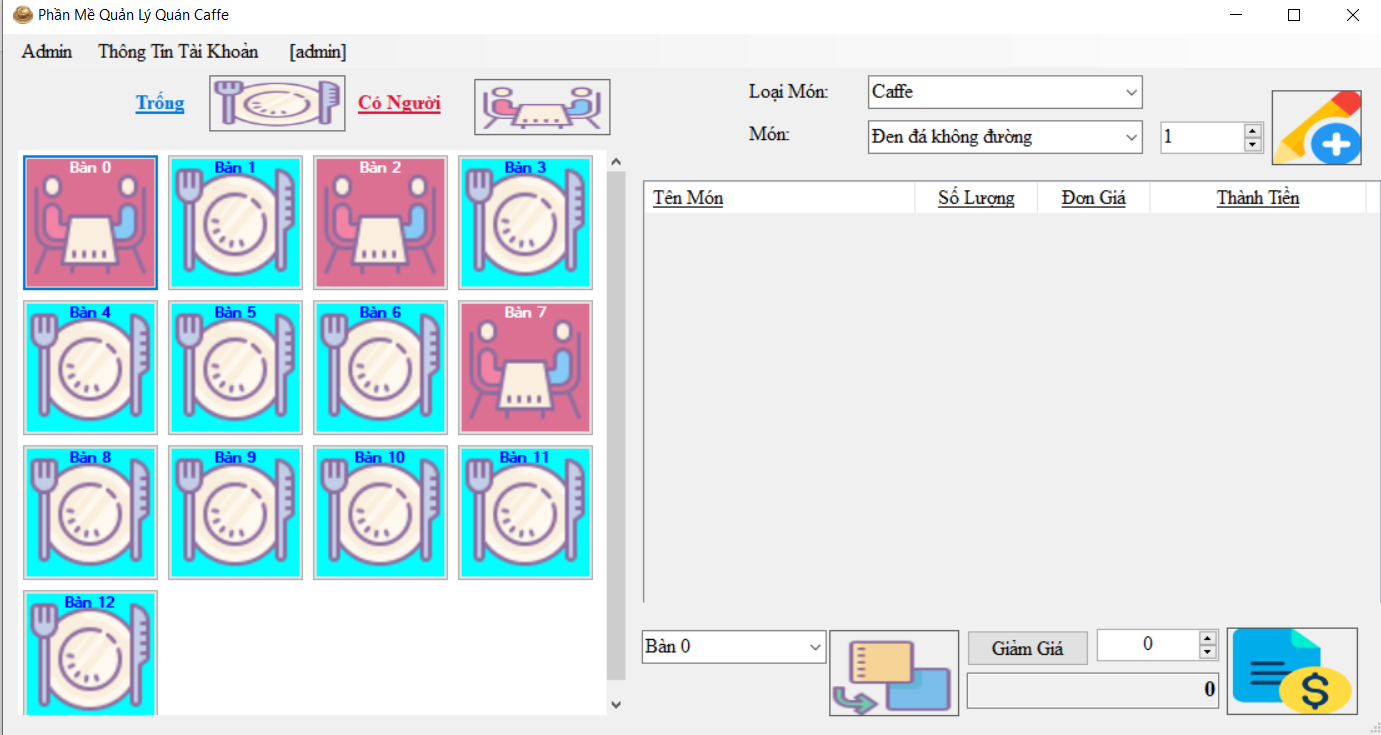 Phần Mề Quản Lý Quán Caffe
Admin Thông Tin Tài Khoản [admin]
Trống Có Người
Loại Món: Caffe
Món: Đen đá không đường 1
Bàn 0 Bàn 1 Bàn 2 Bàn 3
Bàn 4 Bàn 5 Bàn 6 Bàn 7
Bàn 8 Bàn 9 Bàn 10 Bàn 11
Bàn 12
Tên Món Số Lượng Đơn Giá Thành Tiền
Bàn 0 Giảm Giá 0
0
$